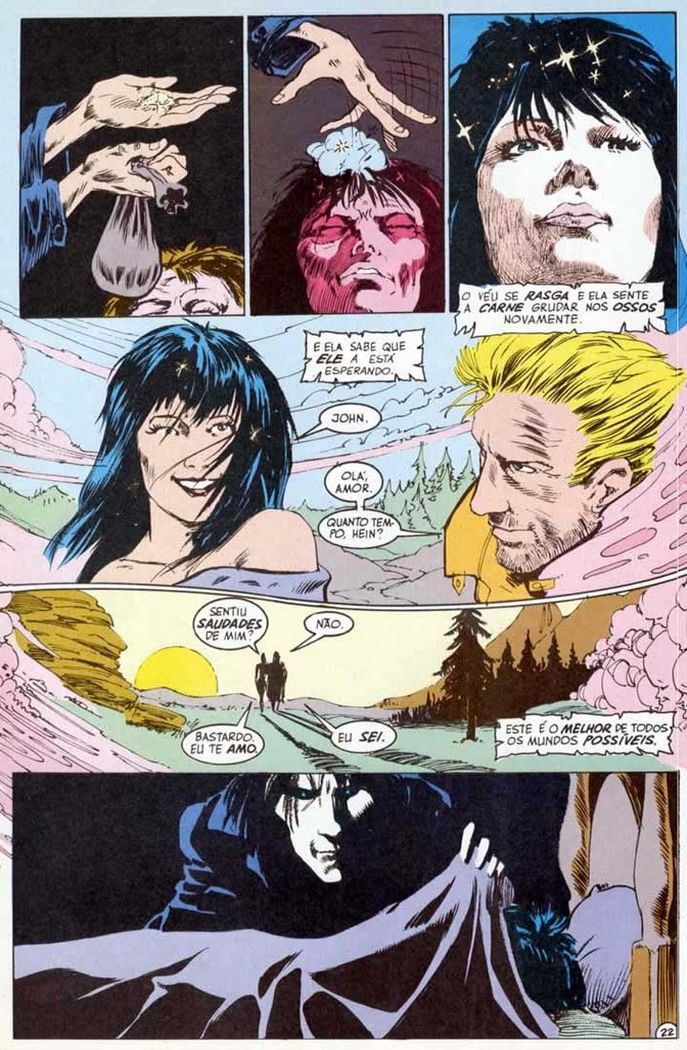 O VÉU SE RASGA E ELA SENTE
A CARNE GRUDAR NOS OSSOS
NOVAMENTE.
E ELA SABE QUE
ELE A ESTÁ
ESPERANDO.
JOHN.
OLÁ,
AMOR.
QUANTO TEM-
PO, HEIN?
SENTIU
SAUDADES
DE MIM?
NÃO.
BASTARDO.
EU TE AMO.
EU SEI.
ESTE É O MELHOR DE TODOS
OS MUNDOS POSSÍVEIS.
22